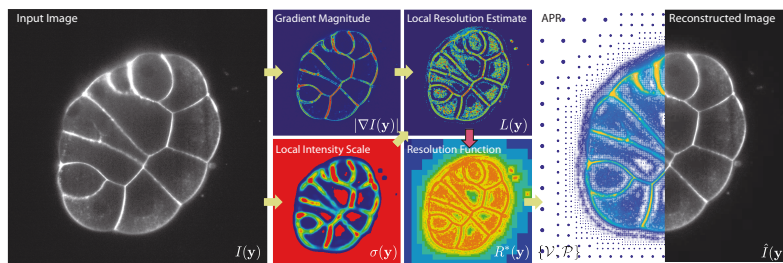 Input Image
Gradient Magnitude
Local Resolution Estimate
APR
Reconstructed Image
|∇I(y)|
L(y)
Local Intensity Scale
Resolution Function
I(y)
σ(y)
R*(y)
{V, P}
Î(y